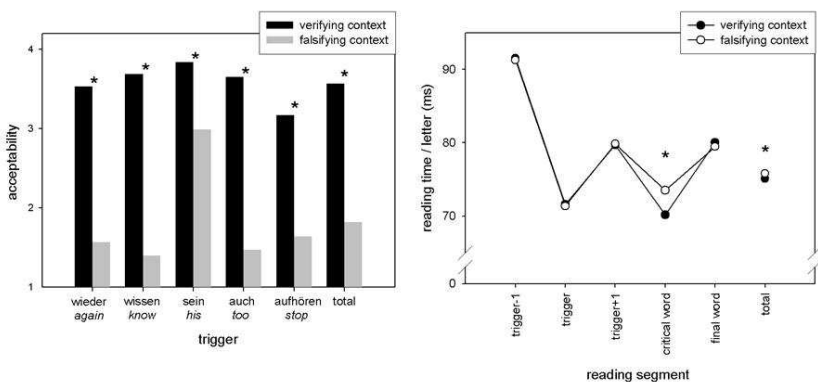 verifying context
falsifying context
acceptability
4
3
2
1
* * * * * *
wieder wissen sein auch aufhören total
again know his too stop
trigger
verifying context
falsifying context
reading time / letter (ms)
90
80
70
0
* *
trigger-1
trigger
trigger+1
critical word
final word
total
reading segment